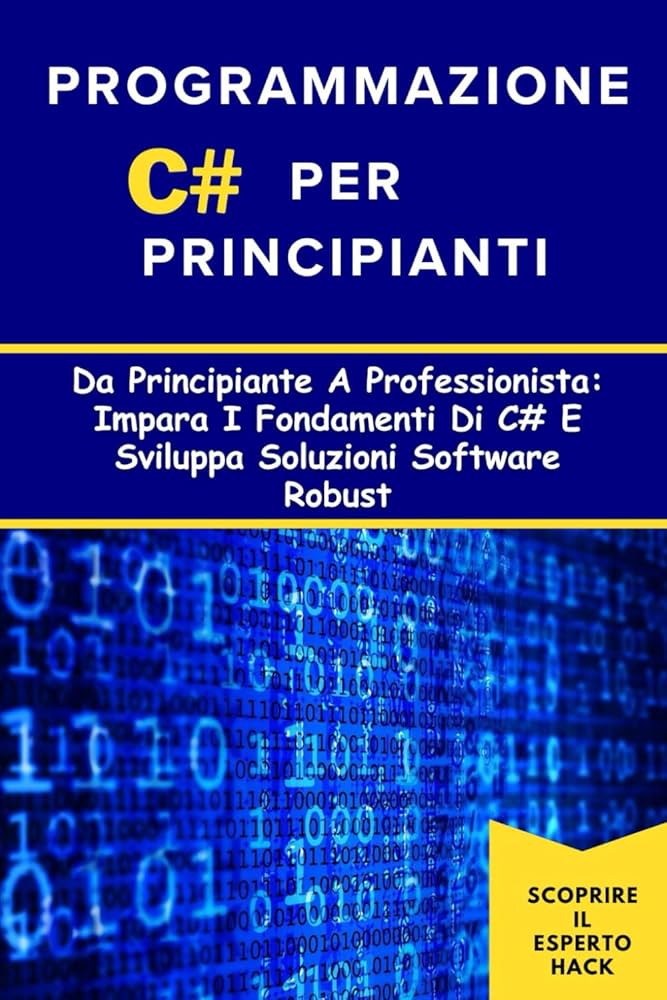 PROGRAMMAZIONE
C# PER
PRINCIPIANTI
Da Principiante A Professionista:
Impara I Fondamenti Di C# E
Sviluppa Soluzioni Software
Robust
SCOPRIRE
IL
ESPERTO
HACK